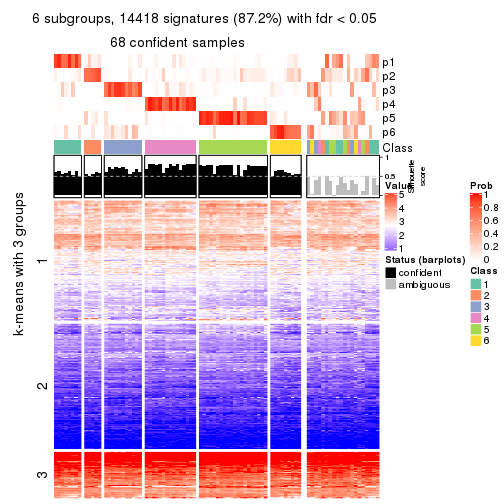 6 subgroups, 14418 signatures (87.2%) with fdr < 0.05
68 confident samples
p1
p2
p3
p4
p5
p6
Class
1
0.5
0
Silhouette
score
k-means with 3 groups
1
2
3
Value
5
4
3
2
1
Status (barplots)
confident
ambiguous
Prob
1
0.8
0.6
0.4
0.2
0
Class
1
2
3
4
5
6